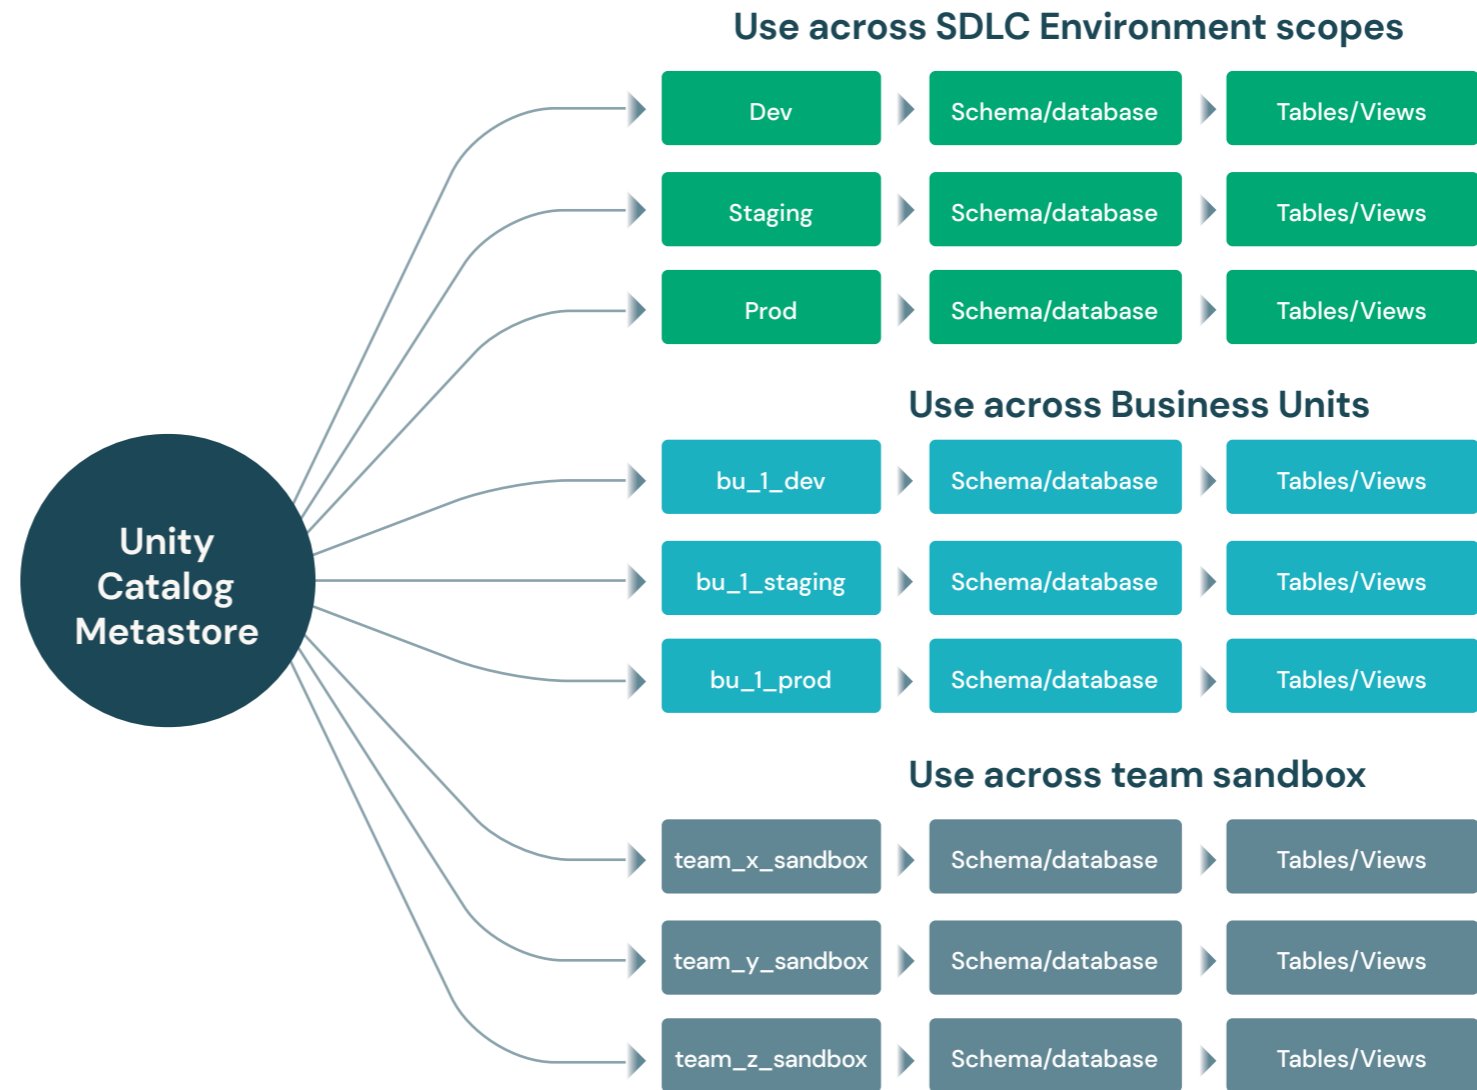 Use across SDLC Environment scopes
Dev
Schema/database
Tables/Views
Staging
Schema/database
Tables/Views
Prod
Schema/database
Tables/Views
Use across Business Units
bu_1_dev
Schema/database
Tables/Views
Unity
Catalog
Metastore
bu_1_staging
Schema/database
Tables/Views
bu_1_prod
Schema/database
Tables/Views
Use across team sandbox
team_x_sandbox
Schema/database
Tables/Views
team_y_sandbox
Schema/database
Tables/Views
team_z_sandbox
Schema/database
Tables/Views